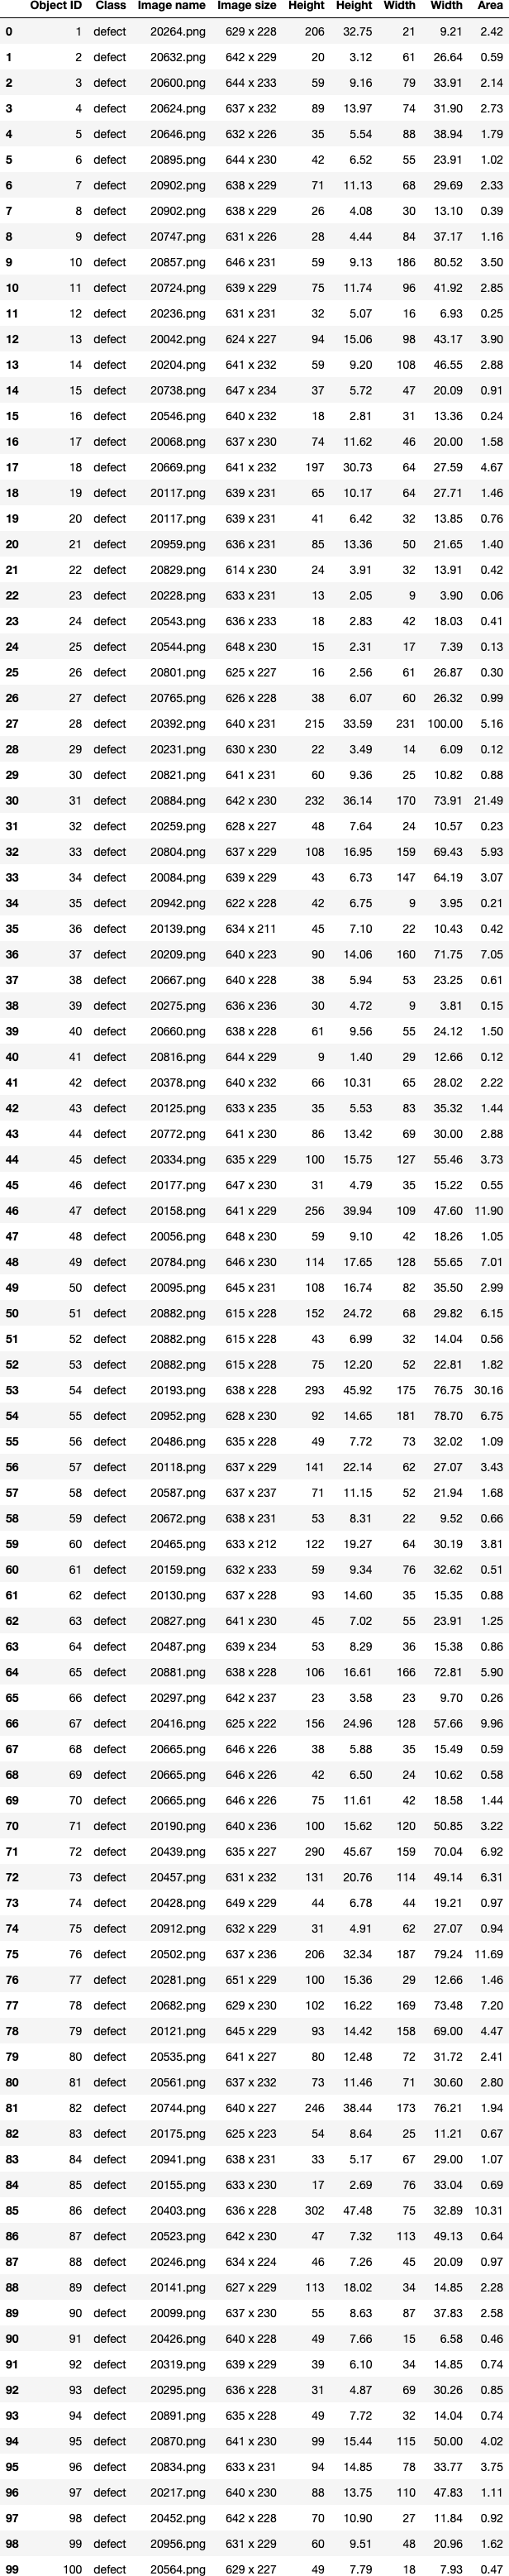 Object ID Class Image name Image size Height Height Width Width Area
0 1 defect 20264.png 629 x 228 206 32.75 21 9.21 2.42
1 2 defect 20632.png 642 x 229 20 3.12 61 26.64 0.59
2 3 defect 20600.png 644 x 233 59 9.16 79 33.91 2.14
3 4 defect 20624.png 637 x 232 89 13.97 74 31.90 2.73
4 5 defect 20646.png 632 x 226 35 5.54 88 38.94 1.79
5 6 defect 20895.png 644 x 230 42 6.52 55 23.91 1.02
6 7 defect 20902.png 638 x 229 71 11.13 68 29.69 2.33
7 8 defect 20902.png 638 x 229 26 4.08 30 13.10 0.39
8 9 defect 20747.png 631 x 226 28 4.44 84 37.17 1.16
9 10 defect 20857.png 646 x 231 59 9.13 186 80.52 3.50
10 11 defect 20724.png 639 x 229 75 11.74 96 41.92 2.85
11 12 defect 20236.png 631 x 231 32 5.07 16 6.93 0.25
12 13 defect 20042.png 624 x 227 94 15.06 98 43.17 3.90
13 14 defect 20204.png 641 x 232 59 9.20 108 46.55 2.88
14 15 defect 20738.png 647 x 234 37 5.72 47 20.09 0.91
15 16 defect 20546.png 640 x 232 18 2.81 31 13.36 0.24
16 17 defect 20068.png 637 x 230 74 11.62 46 20.00 1.58
17 18 defect 20669.png 641 x 232 197 30.73 64 27.59 4.67
18 19 defect 20117.png 639 x 231 65 10.17 64 27.71 1.46
19 20 defect 20117.png 639 x 231 41 6.42 32 13.85 0.76
20 21 defect 20959.png 636 x 231 85 13.36 50 21.65 1.40
21 22 defect 20829.png 614 x 230 24 3.91 32 13.91 0.42
22 23 defect 20228.png 633 x 231 13 2.05 9 3.90 0.06
23 24 defect 20543.png 636 x 233 18 2.83 42 18.03 0.41
24 25 defect 20544.png 648 x 230 15 2.31 17 7.39 0.13
25 26 defect 20801.png 625 x 227 16 2.56 61 26.87 0.30
26 27 defect 20765.png 626 x 228 38 6.07 60 26.32 0.99
27 28 defect 20392.png 640 x 231 215 33.59 231 100.00 5.16
28 29 defect 20231.png 630 x 230 22 3.49 14 6.09 0.12
29 30 defect 20821.png 641 x 231 60 9.36 25 10.82 0.88
30 31 defect 20884.png 642 x 230 232 36.14 170 73.91 21.49
31 32 defect 20259.png 628 x 227 48 7.64 24 10.57 0.23
32 33 defect 20804.png 637 x 229 108 16.95 159 69.43 5.93
33 34 defect 20084.png 639 x 229 43 6.73 147 64.19 3.07
34 35 defect 20942.png 622 x 228 42 6.75 9 3.95 0.21
35 36 defect 20139.png 634 x 211 45 7.10 22 10.43 0.42
36 37 defect 20209.png 640 x 223 90 14.06 160 71.75 7.05
37 38 defect 20667.png 640 x 228 38 5.94 53 23.25 0.61
38 39 defect 20275.png 636 x 236 30 4.72 9 3.81 0.15
39 40 defect 20660.png 638 x 228 61 9.56 55 24.12 1.50
40 41 defect 20816.png 644 x 229 9 1.40 29 12.66 0.12
41 42 defect 20378.png 640 x 232 66 10.31 65 28.02 2.22
42 43 defect 20125.png 633 x 235 35 5.53 83 35.32 1.44
43 44 defect 20772.png 641 x 230 86 13.42 69 30.00 2.88
44 45 defect 20334.png 635 x 229 100 15.75 127 55.46 3.73
45 46 defect 20177.png 647 x 230 31 4.79 35 15.22 0.55
46 47 defect 20158.png 641 x 229 256 39.94 109 47.60 11.90
47 48 defect 20056.png 648 x 230 59 9.10 42 18.26 1.05
48 49 defect 20784.png 646 x 230 114 17.65 128 55.65 7.01
49 50 defect 20095.png 645 x 231 108 16.74 82 35.50 2.99
50 51 defect 20882.png 615 x 228 152 24.72 68 29.82 6.15
51 52 defect 20882.png 615 x 228 43 6.99 32 14.04 0.56
52 53 defect 20882.png 615 x 228 75 12.20 52 22.81 1.82
53 54 defect 20193.png 638 x 228 293 45.92 175 76.75 30.16
54 55 defect 20952.png 628 x 230 92 14.65 181 78.70 6.75
55 56 defect 20486.png 635 x 228 49 7.72 73 32.02 1.09
56 57 defect 20118.png 637 x 229 141 22.14 62 27.07 3.43
57 58 defect 20587.png 637 x 237 71 11.15 52 21.94 1.68
58 59 defect 20672.png 638 x 231 53 8.31 22 9.52 0.66
59 60 defect 20465.png 633 x 212 122 19.27 64 30.19 3.81
60 61 defect 20159.png 632 x 233 59 9.34 76 32.62 0.51
61 62 defect 20130.png 637 x 228 93 14.60 35 15.35 0.88
62 63 defect 20827.png 641 x 230 45 7.02 55 23.91 1.25
63 64 defect 20487.png 639 x 234 53 8.29 36 15.38 0.86
64 65 defect 20881.png 638 x 228 106 16.61 166 72.81 5.90
65 66 defect 20297.png 642 x 237 23 3.58 23 9.70 0.26
66 67 defect 20416.png 625 x 222 156 24.96 128 57.66 9.96
67 68 defect 20665.png 646 x 226 38 5.88 35 15.49 0.59
68 69 defect 20665.png 646 x 226 42 6.50 24 10.62 0.58
69 70 defect 20665.png 646 x 226 75 11.61 42 18.58 1.44
70 71 defect 20190.png 640 x 236 100 15.62 120 50.85 3.22
71 72 defect 20439.png 635 x 227 290 45.67 159 70.04 6.92
72 73 defect 20457.png 631 x 232 131 20.76 114 49.14 6.31
73 74 defect 20428.png 649 x 229 44 6.78 44 19.21 0.97
74 75 defect 20912.png 632 x 229 31 4.91 62 27.07 0.94
75 76 defect 20502.png 637 x 236 206 32.34 187 79.24 11.69
76 77 defect 20281.png 651 x 229 100 15.36 29 12.66 1.46
77 78 defect 20682.png 629 x 230 102 16.22 169 73.48 7.20
78 79 defect 20121.png 645 x 229 93 14.42 158 69.00 4.47
79 80 defect 20535.png 641 x 227 80 12.48 72 31.72 2.41
80 81 defect 20561.png 637 x 232 73 11.46 71 30.60 2.80
81 82 defect 20744.png 640 x 227 246 38.44 173 76.21 1.94
82 83 defect 20175.png 625 x 223 54 8.64 25 11.21 0.67
83 84 defect 20941.png 638 x 231 33 5.17 67 29.00 1.07
84 85 defect 20155.png 633 x 230 17 2.69 76 33.04 0.69
85 86 defect 20403.png 636 x 228 302 47.48 75 32.89 10.31
86 87 defect 20523.png 642 x 230 47 7.32 113 49.13 0.64
87 88 defect 20246.png 634 x 224 46 7.26 45 20.09 0.97
88 89 defect 20141.png 627 x 229 113 18.02 34 14.85 2.28
89 90 defect 20099.png 637 x 230 55 8.63 87 37.83 2.58
90 91 defect 20426.png 640 x 228 49 7.66 15 6.58 0.46
91 92 defect 20319.png 639 x 229 39 6.10 34 14.85 0.74
92 93 defect 20295.png 636 x 228 31 4.87 69 30.26 0.85
93 94 defect 20891.png 635 x 228 49 7.72 32 14.04 0.74
94 95 defect 20870.png 641 x 230 99 15.44 115 50.00 4.02
95 96 defect 20834.png 633 x 231 94 14.85 78 33.77 3.75
96 97 defect 20217.png 640 x 230 88 13.75 110 47.83 1.11
97 98 defect 20452.png 642 x 228 70 10.90 27 11.84 0.92
98 99 defect 20956.png 631 x 229 60 9.51 48 20.96 1.62
99 100 defect 20564.png 629 x 227 49 7.79 18 7.93 0.47